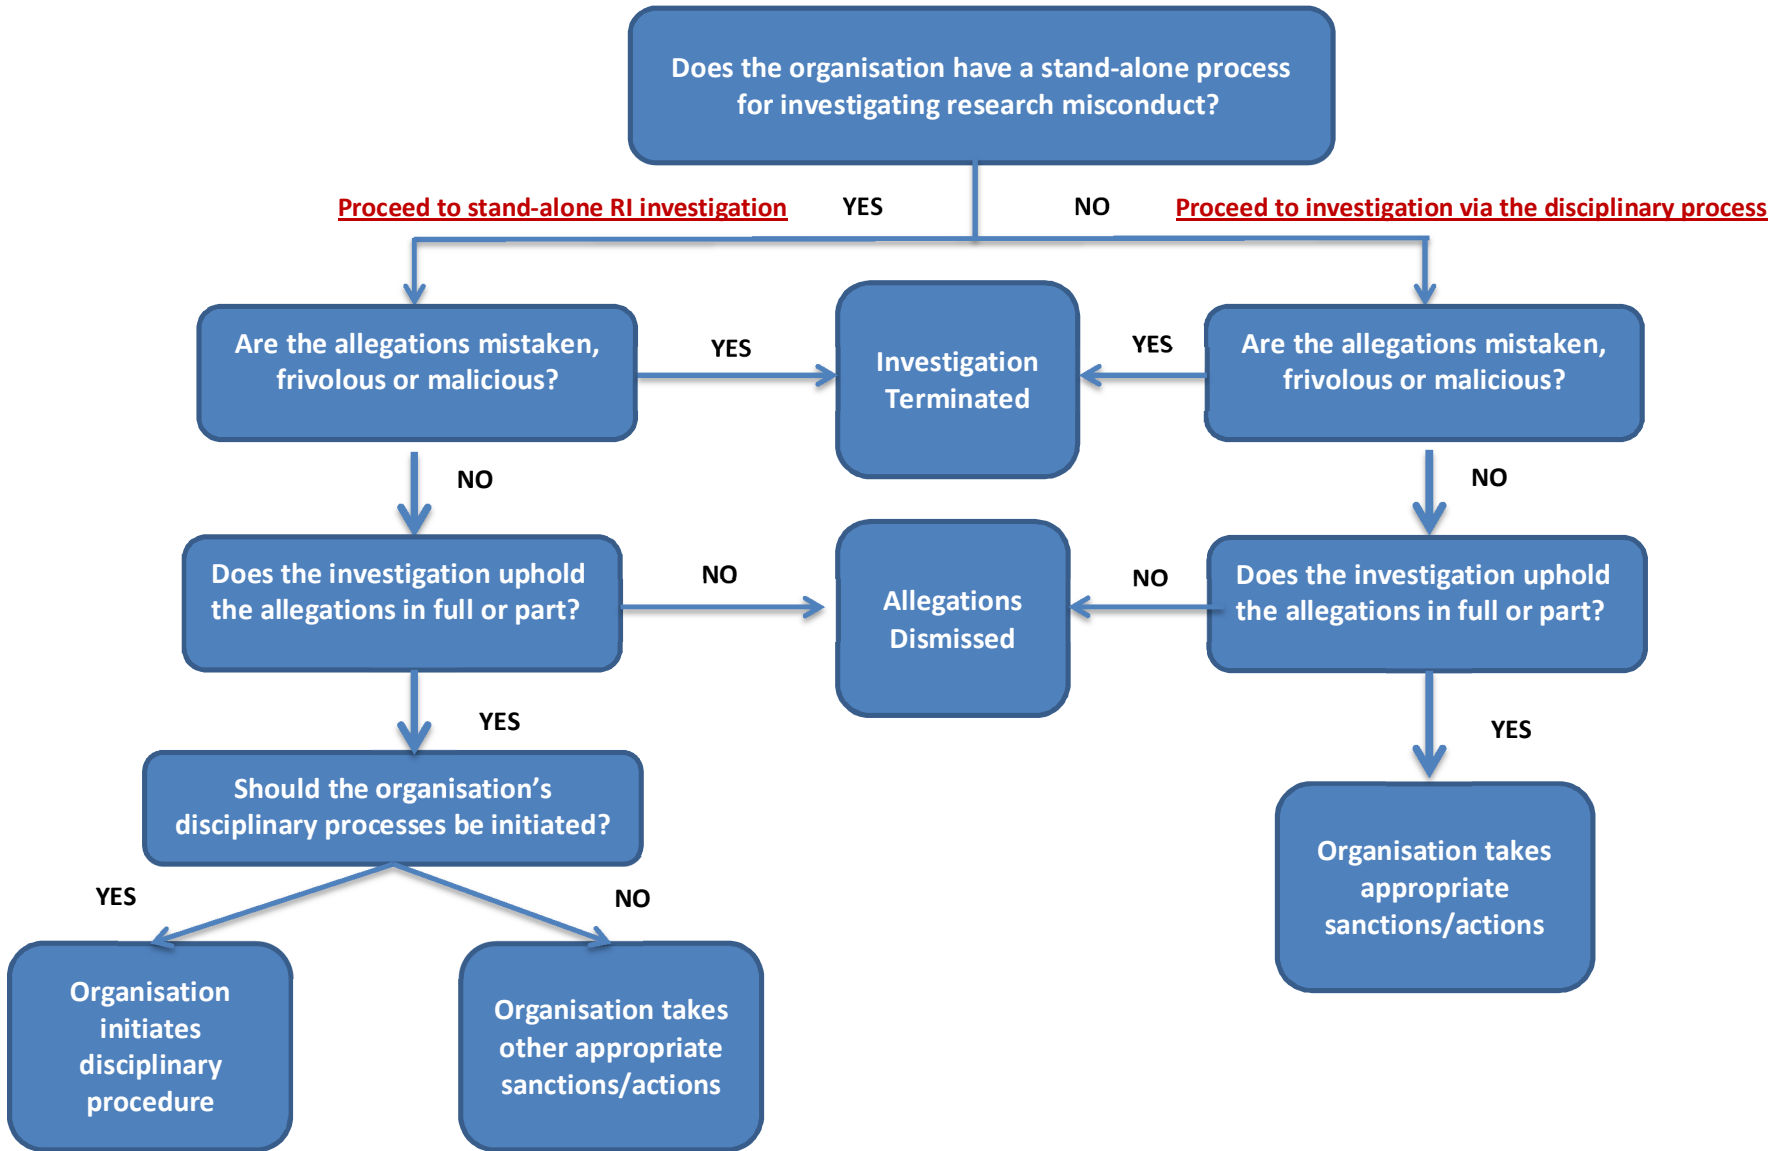 Does the organisation have a stand-alone process
for investigating research misconduct?
Proceed to stand-alone RI investigation
YES
NO
Proceed to investigation via the disciplinary process
Are the allegations mistaken,
frivolous or malicious?
YES
Investigation
Terminated
YES
Are the allegations mistaken,
frivolous or malicious?
NO
NO
Does the investigation uphold
the allegations in full or part?
NO
Allegations
Dismissed
NO
Does the investigation uphold
the allegations in full or part?
YES
YES
Should the organisation’s
disciplinary processes be initiated?
YES
NO
Organisation takes
appropriate
sanctions/actions
Organisation
initiates
disciplinary
procedure
Organisation takes
other appropriate
sanctions/actions